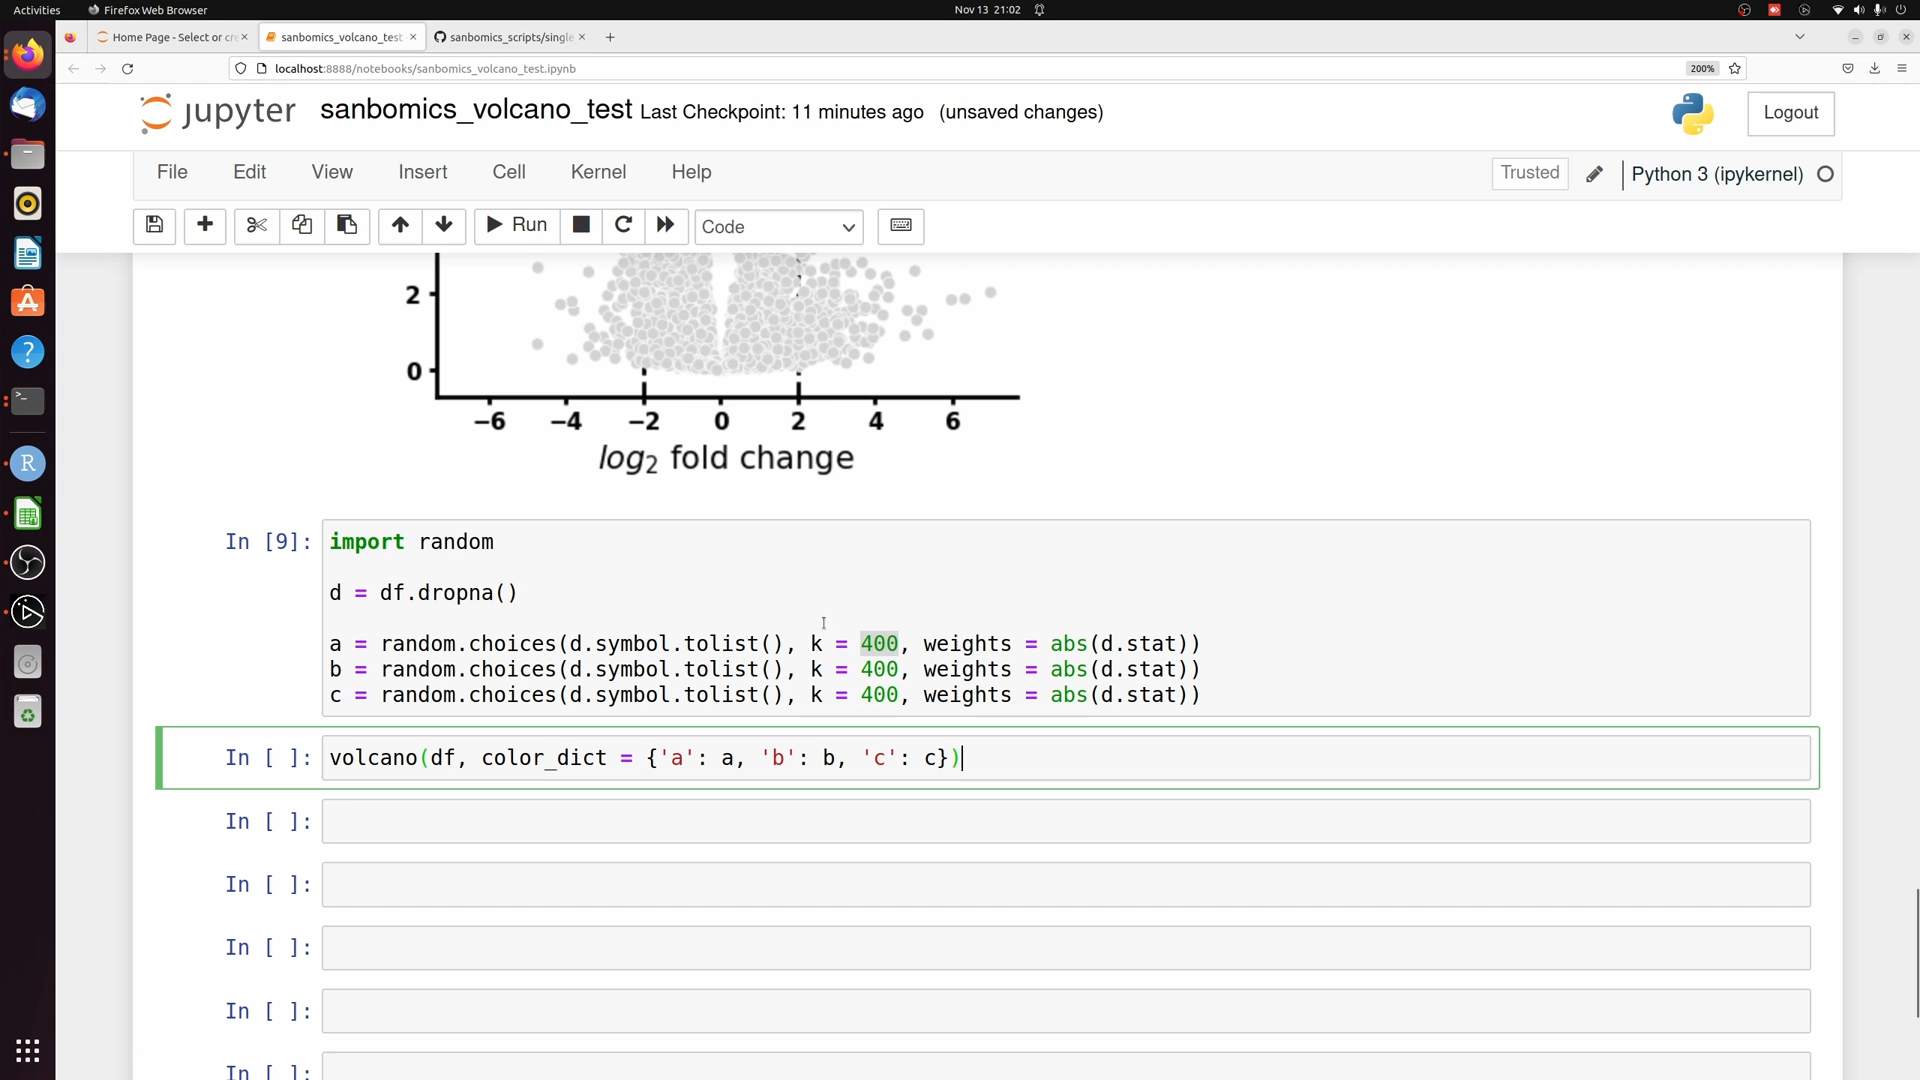 Activities
Firefox Web Browser
Nov 13 21:02
Home Page - Select or cre
sanbomics_volcano_test
sanbomics_scripts/single
localhost:8888/notebooks/sanbomics_volcano_test.ipynb
200%
jupyter
sanbomics_volcano_test Last Checkpoint: 11 minutes ago (unsaved changes)
Logout
File Edit View Insert Cell Kernel Help
Trusted
Python 3 (ipykernel)
Run
Code
2
0
−6 −4 −2 0 2 4 6
log2 fold change
In [9]:
import random
d = df.dropna()
a = random.choices(d.symbol.tolist(), k = 400, weights = abs(d.stat))
b = random.choices(d.symbol.tolist(), k = 400, weights = abs(d.stat))
c = random.choices(d.symbol.tolist(), k = 400, weights = abs(d.stat))
In [ ]: volcano(df, color_dict = {'a': a, 'b': b, 'c': c})
In [ ]:
In [ ]:
In [ ]:
In [ ]:
In [ ]: